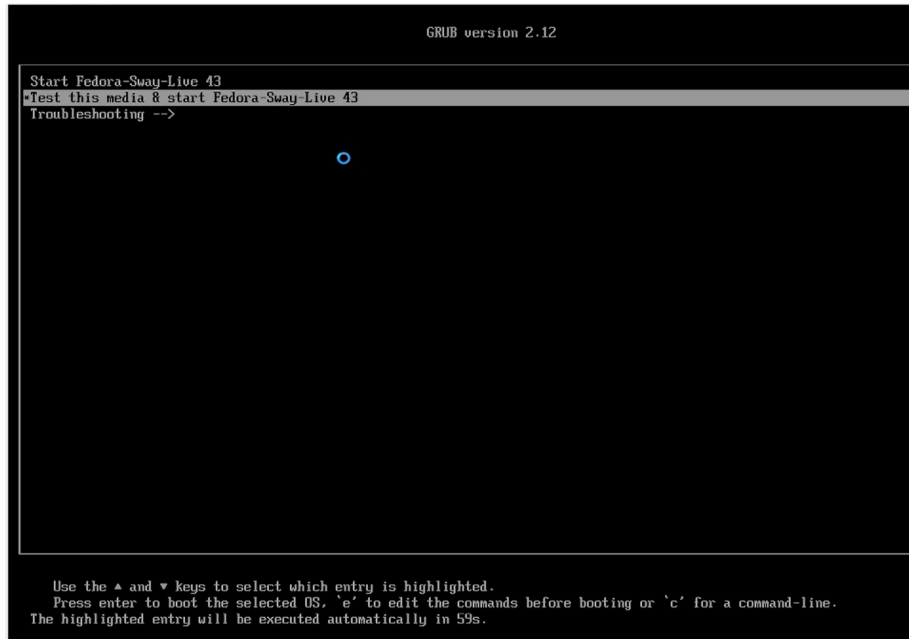 GRUB version 2.12
Start Fedora-Sway-Live 43
*Test this media & start Fedora-Sway-Live 43
Troubleshooting -->
Use the ▲ and ▼ keys to select which entry is highlighted.
Press enter to boot the selected OS, `e' to edit the commands before booting or `c' for a command-line.
The highlighted entry will be executed automatically in 59s.